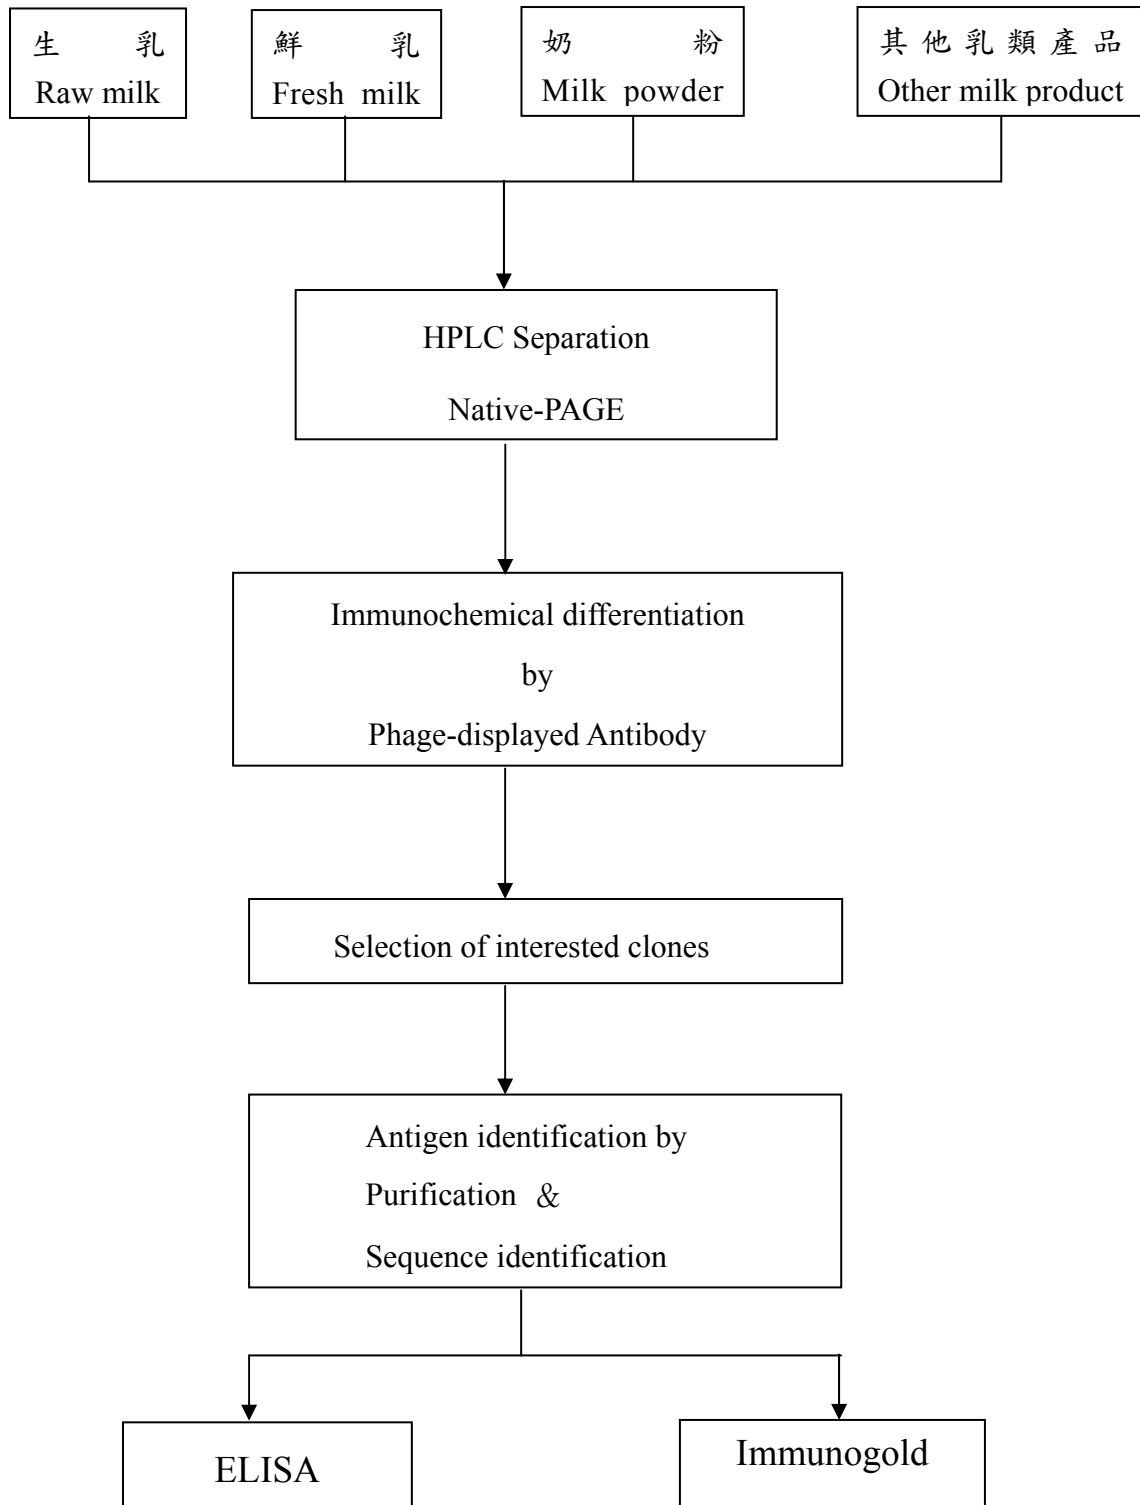 生乳
Raw milk
鮮乳
Fresh milk
奶粉
Milk powder
其他乳類產品
Other milk product
HPLC Separation
Native-PAGE
Immunochemical differentiation
by
Phage-displayed Antibody
Selection of interested clones
Antigen identification by
Purification &
Sequence identification
ELISA
Immunogold